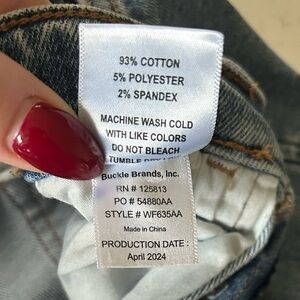 93% COTTON
5% POLYESTER
2% SPANDEX
MACHINE WASH COLD
WITH LIKE COLORS
DO NOT BLEACH
TUMBLE DRY
Buckle Brands, Inc.
RN # 125813
PO # 54880AA
STYLE # WF635AA
Made in China
PRODUCTION DATE :
April 2024